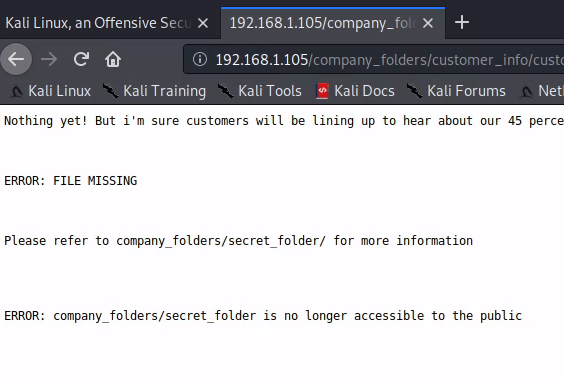 Kali Linux, an Offensive Secu
192.168.1.105/company_fol
192.168.1.105/company_folders/customer_info/custo
Kali Linux Kali Training Kali Tools Kali Docs Kali Forums Net
Nothing yet! But i'm sure customers will be lining up to hear about our 45 perce
ERROR: FILE MISSING
Please refer to company_folders/secret_folder/ for more information
ERROR: company_folders/secret_folder is no longer accessible to the public